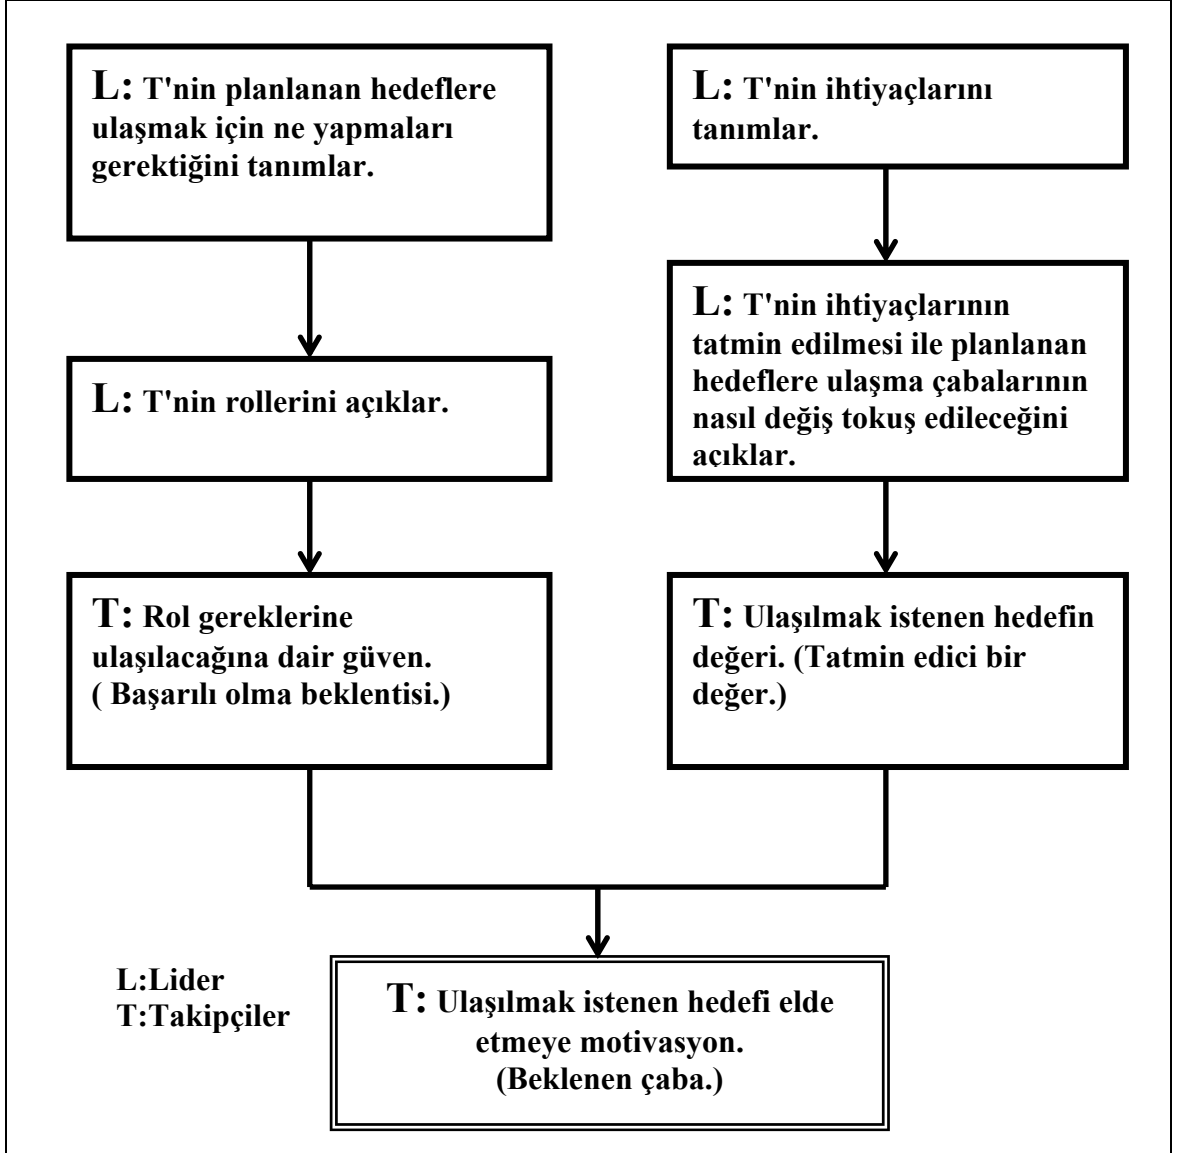 L: T'nin planlanan hedeflere
ulaşmak için ne yapmaları
gerektiğini tanımlar.
L: T'nin rollerini açıklar.
T: Rol gereklerine
ulaşılacağına dair güven.
( Başarılı olma beklentisi.)
L: T'nin ihtiyaçlarını
tanımlar.
L: T'nin ihtiyaçlarının
tatmin edilmesi ile planlanan
hedeflere ulaşma çabalarının
nasıl değiş tokuş edileceğini
açıklar.
T: Ulaşılmak istenen hedefin
değeri. (Tatmin edici bir
değer.)
L:Lider
T:Takipçiler
T: Ulaşılmak istenen hedefi elde
etmeye motivasyon.
(Beklenen çaba.)